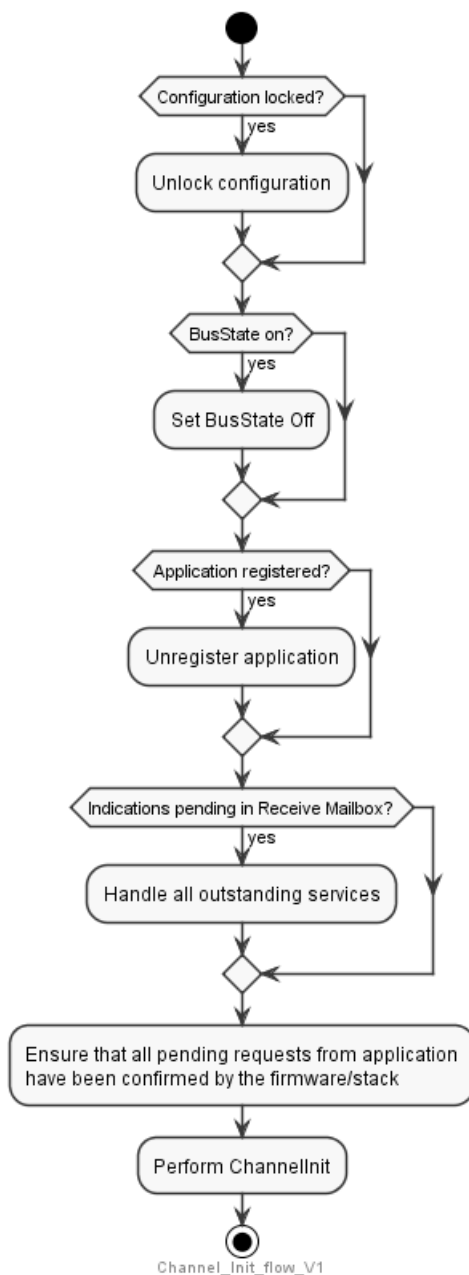 Configuration locked?
yes
Unlock configuration
BusState on?
yes
Set BusState Off
Application registered?
yes
Unregister application
Indications pending in Receive Mailbox?
yes
Handle all outstanding services
Ensure that all pending requests from application
have been confirmed by the firmware/stack
Perform ChannelInit
Channel_Init_flow_V1